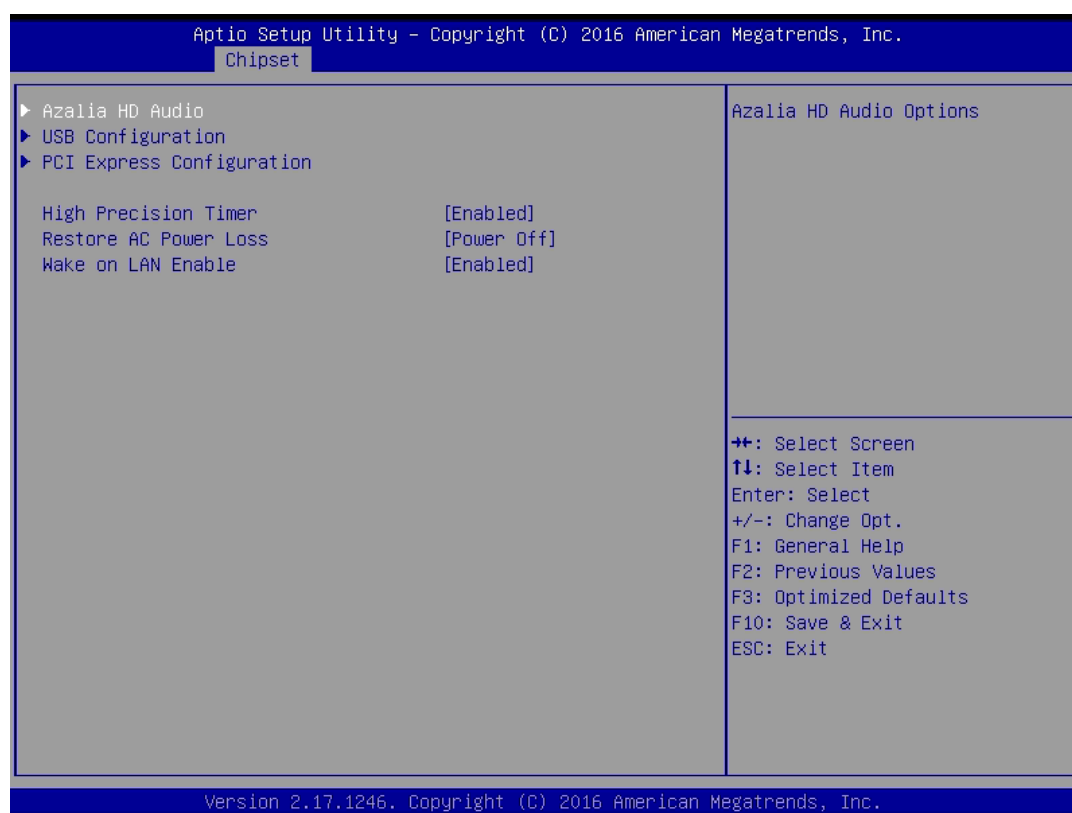 Aptio Setup Utility – Copyright (C) 2016 American Megatrends, Inc.
Chipset
▶ Azalia HD Audio
▶ USB Configuration
▶ PCI Express Configuration
High Precision Timer [Enabled]
Restore AC Power Loss [Power Off]
Wake on LAN Enable [Enabled]
Azalia HD Audio Options
→←: Select Screen
↑↓: Select Item
Enter: Select
+/-: Change Opt.
F1: General Help
F2: Previous Values
F3: Optimized Defaults
F10: Save & Exit
ESC: Exit
Version 2.17.1246. Copyright (C) 2016 American Megatrends, Inc.